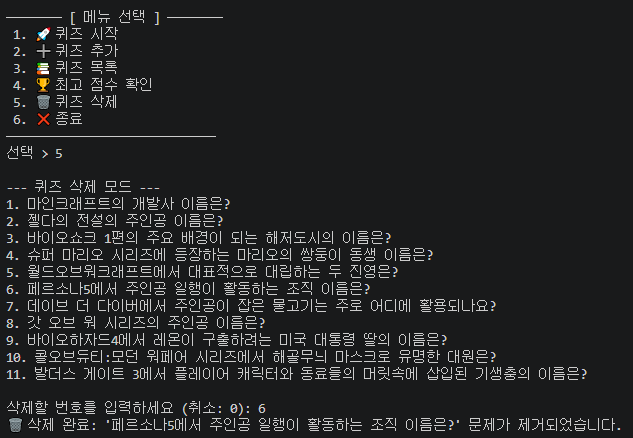 [ 메뉴 선택 ]
1. 🚀 퀴즈 시작
2. ➕ 퀴즈 추가
3. 📚 퀴즈 목록
4. 🏆 최고 점수 확인
5. 🗑️ 퀴즈 삭제
6. ❌ 종료
선택 > 5
--- 퀴즈 삭제 모드 ---
1. 마인크래프트의 개발사 이름은?
2. 젤다의 전설의 주인공 이름은?
3. 바이오쇼크 1편의 주요 배경이 되는 해저도시의 이름은?
4. 슈퍼 마리오 시리즈에 등장하는 마리오의 쌍둥이 동생 이름은?
5. 월드오브워크래프트에서 대표적으로 대립하는 두 진영은?
6. 페르소나5에서 주인공 일행이 활동하는 조직 이름은?
7. 데이브 더 다이버에서 주인공이 잡은 물고기는 주로 어디에 활용되나요?
8. 갓 오브 워 시리즈의 주인공 이름은?
9. 바이오하자드4에서 레온이 구출하려는 미국 대통령 딸의 이름은?
10. 콜오브듀티:모던 워페어 시리즈에서 해골무늬 마스크로 유명한 대원은?
11. 발더스 게이트 3에서 플레이어 캐릭터와 동료들의 머릿속에 삽입된 기생충의 이름은?
삭제할 번호를 입력하세요 (취소: 0): 6
🗑️ 삭제 완료: '페르소나5에서 주인공 일행이 활동하는 조직 이름은?' 문제가 제거되었습니다.